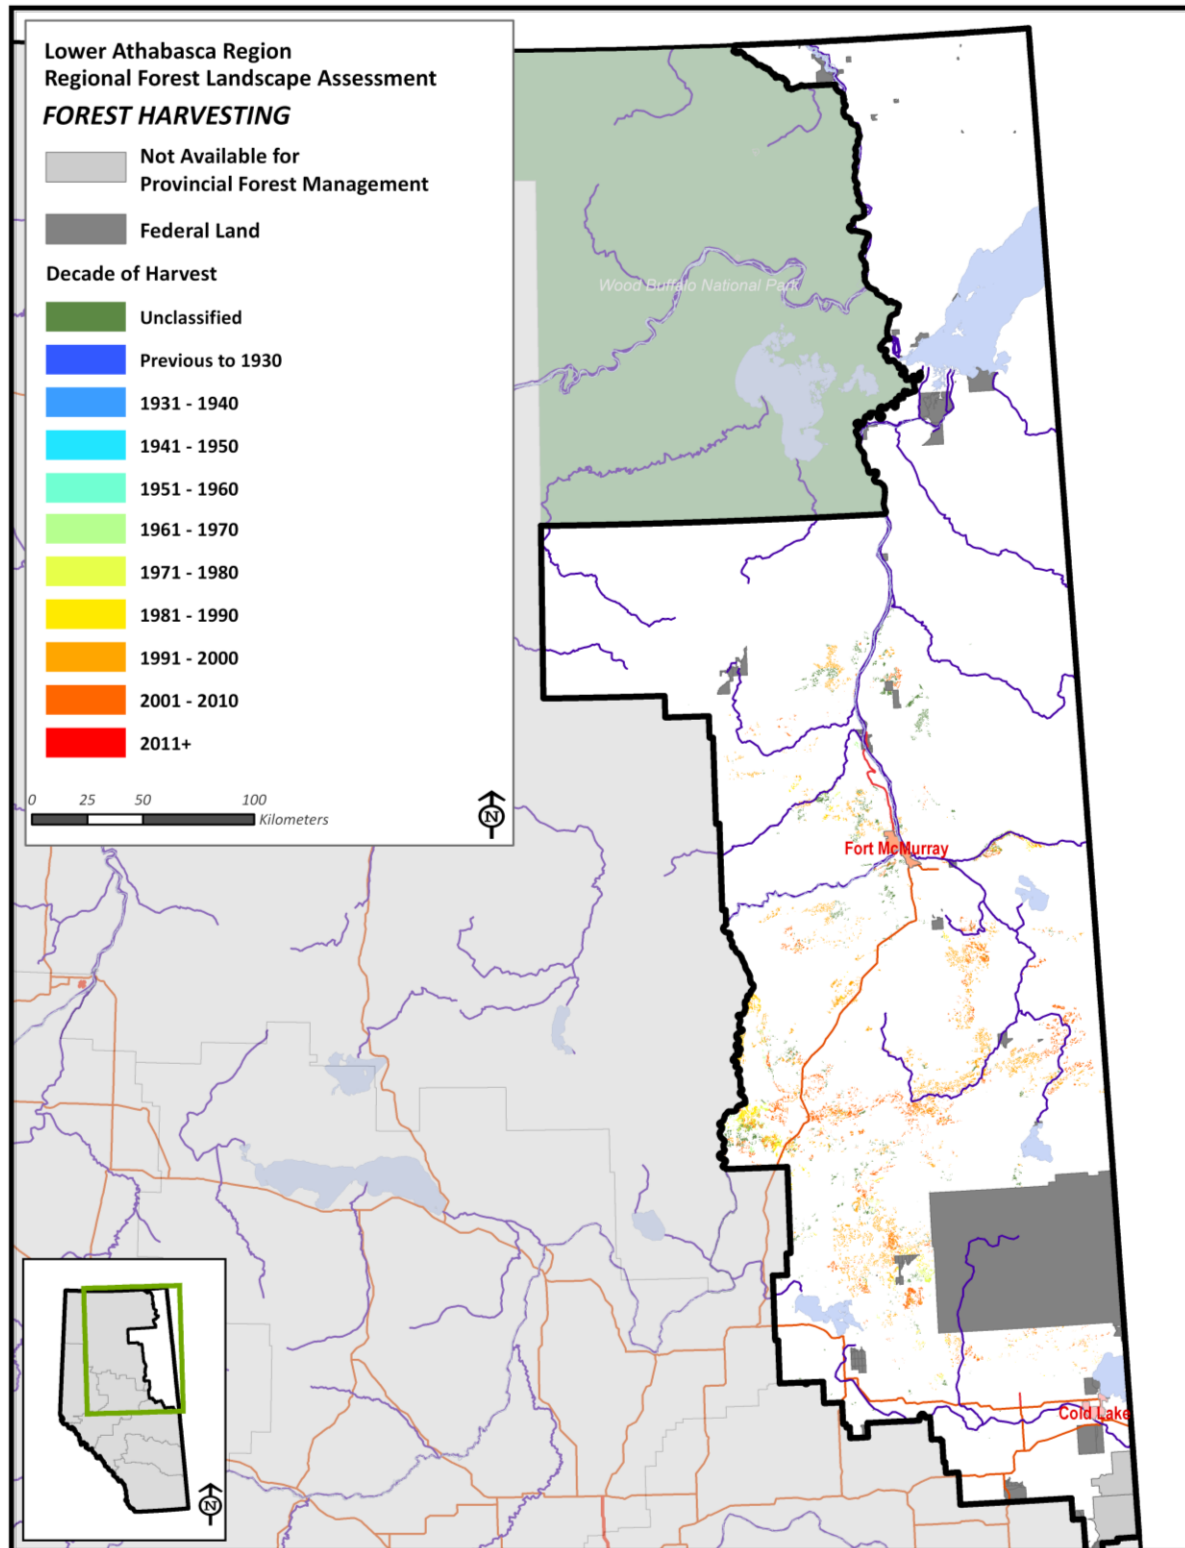 Lower Athabasca Region
Regional Forest Landscape Assessment
FOREST HARVESTING
Not Available for
Provincial Forest Management
Federal Land
Decade of Harvest
Unclassified
Previous to 1930
1931 - 1940
1941 - 1950
1951 - 1960
1961 - 1970
1971 - 1980
1981 - 1990
1991 - 2000
2001 - 2010
2011+
0 25 50 100
Kilometers
N
Wood Buffalo National Park
Fort McMurray
Cold Lake
N